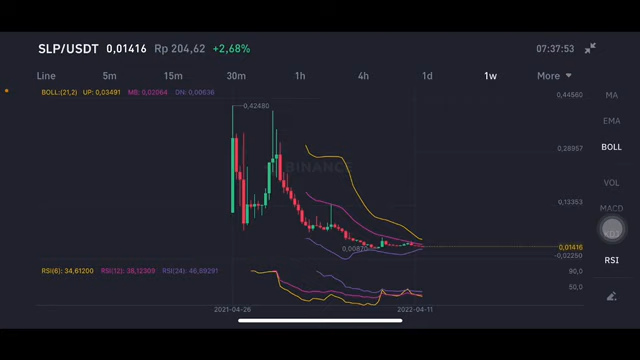 SLP/USDT 0,01416 Rp 204,62 +2,68% 07:37:53
Line 5m 15m 30m 1h 4h 1d 1w More
BOLL:(21,2) UP: 0,03491 MB: 0,02064 DN: 0,00636
0,44560
MA
0,42480
EMA
0,28957
BOLL
BINANCE
VOL
0,13353
MACD
KDJ
0,00820
0,01416
-0,02250
RSI(6): 34,61200 RSI(12): 38,12309 RSI(24): 46,89291
90,0
RSI
50,0
2021-04-26 2022-04-11